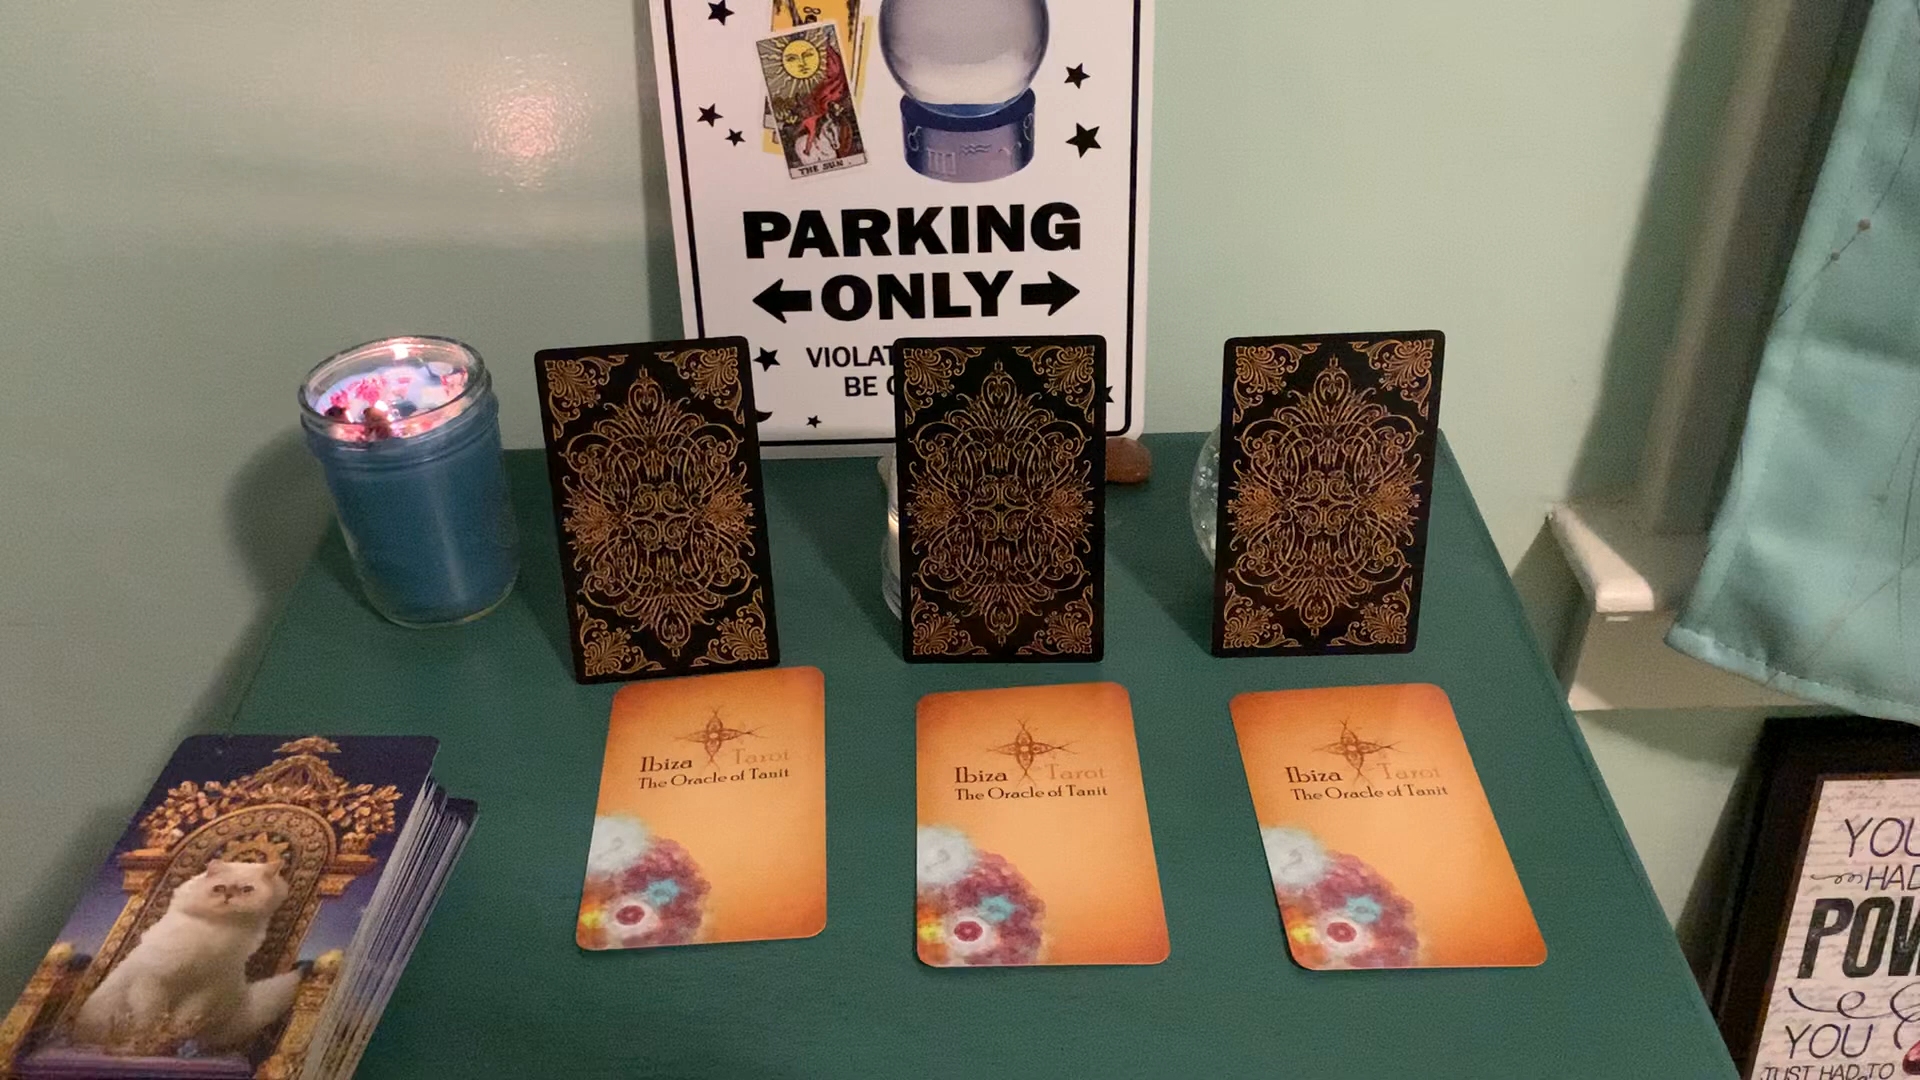 THE SUN.
PARKING
←ONLY→
VIOLAT
BE
Ibiza Tarot
The Oracle of Tanit
Ibiza Tarot
The Oracle of Tanit
Ibiza Tarot
The Oracle of Tanit
YOU
HAD
POW
YOU
JUST HAD TO